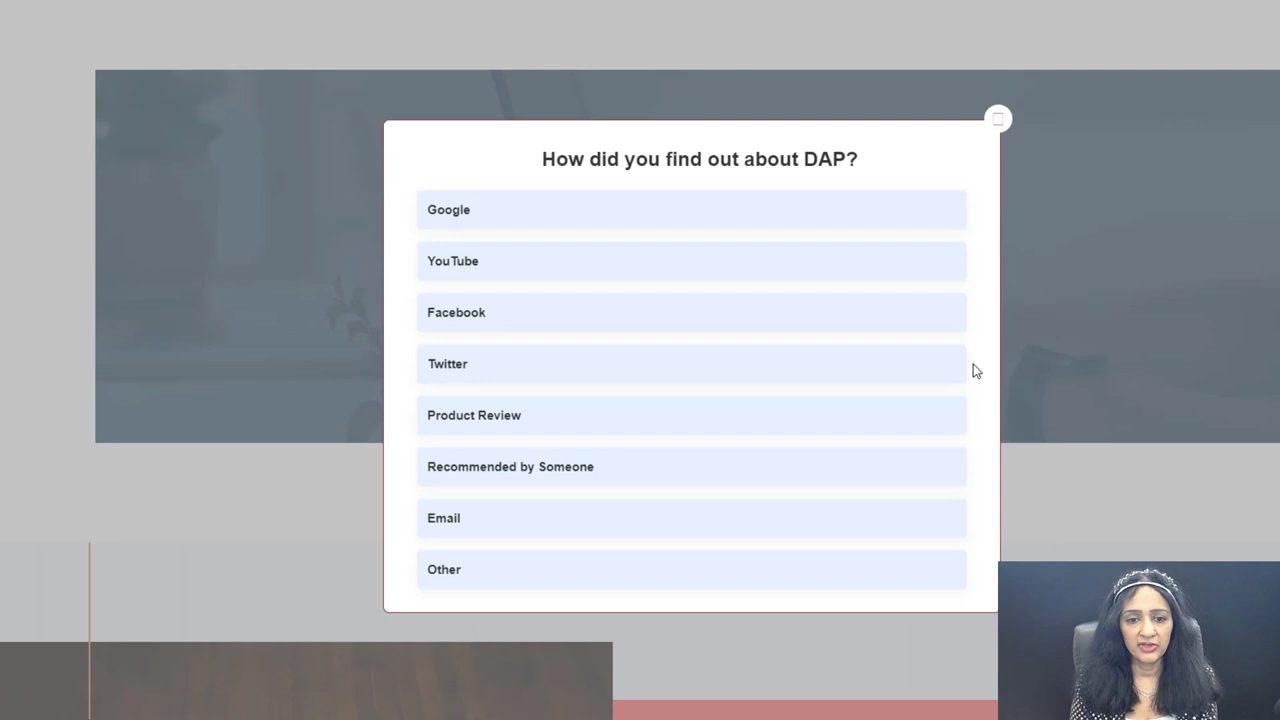 How did you find out about DAP?
Google
YouTube
Facebook
Twitter
Product Review
Recommended by Someone
Email
Other